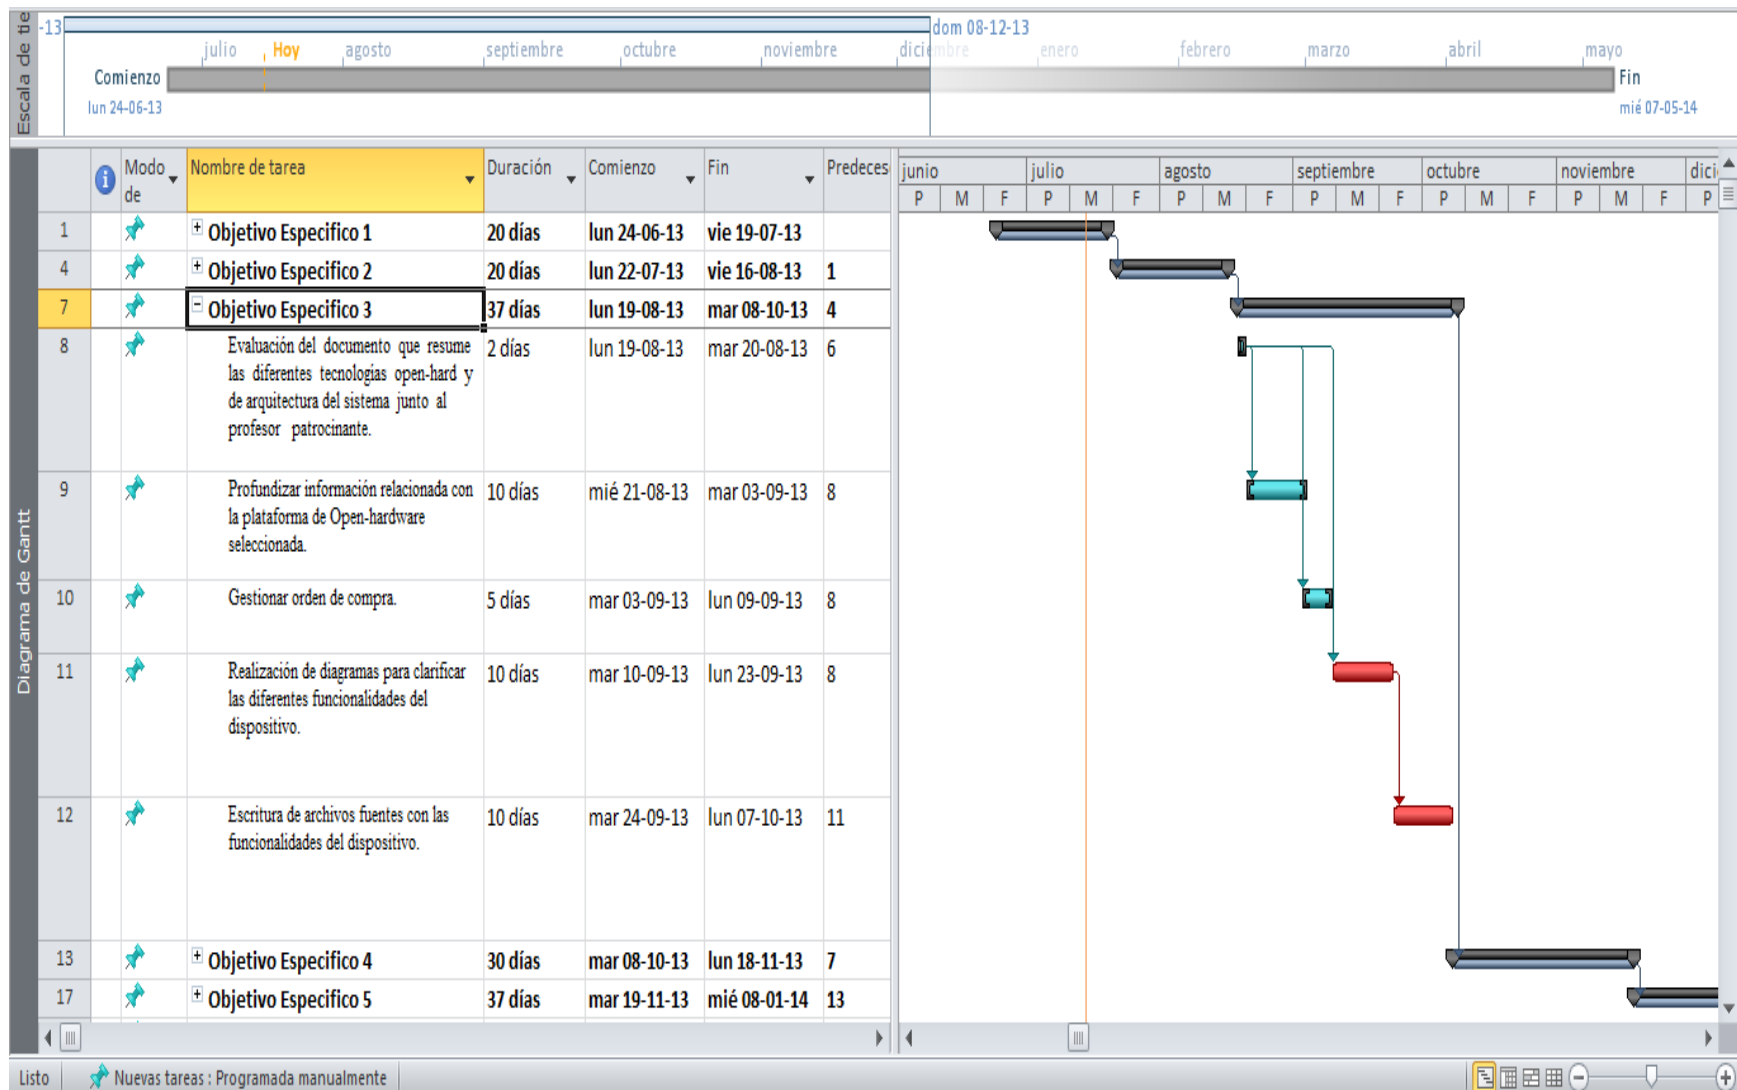 Escala de tie
-13
dom 08-12-13
julio Hoy agosto septiembre octubre noviembre diciembre enero febrero marzo abril mayo
Comienzo
lun 24-06-13
Fin
mié 07-05-14
Diagrama de Gantt
Modo de Nombre de tarea Duración Comienzo Fin Predeces
junio julio agosto septiembre octubre noviembre dici
P M F P M F P M F P M F P M F P M F P
1 Objetivo Especifico 1 20 días lun 24-06-13 vie 19-07-13
4 Objetivo Especifico 2 20 días lun 22-07-13 vie 16-08-13 1
7 Objetivo Especifico 3 37 días lun 19-08-13 mar 08-10-13 4
8 Evaluación del documento que resume 2 días lun 19-08-13 mar 20-08-13 6
las diferentes tecnologías open-hard y
de arquitectura del sistema junto al
profesor patrocinante.
9 Profundizar información relacionada con 10 días mié 21-08-13 mar 03-09-13 8
la plataforma de Open-hardware
seleccionada.
10 Gestionar orden de compra. 5 días mar 03-09-13 lun 09-09-13 8
11 Realización de diagramas para clarificar 10 días mar 10-09-13 lun 23-09-13 8
las diferentes funcionalidades del
dispositivo.
12 Escritura de archivos fuentes con las 10 días mar 24-09-13 lun 07-10-13 11
funcionalidades del dispositivo.
13 Objetivo Especifico 4 30 días mar 08-10-13 lun 18-11-13 7
17 Objetivo Especifico 5 37 días mar 19-11-13 mié 08-01-14 13
Listo Nuevas tareas : Programada manualmente